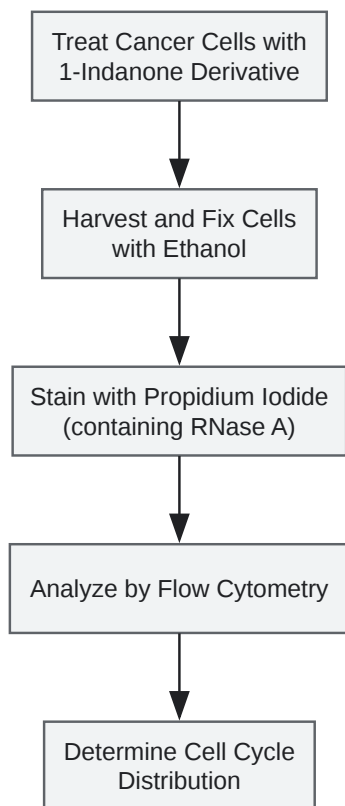 Treat Cancer Cells with
1-Indanone Derivative
Harvest and Fix Cells
with Ethanol
Stain with Propidium Iodide
(containing RNase A)
Analyze by Flow Cytometry
Determine Cell Cycle
Distribution